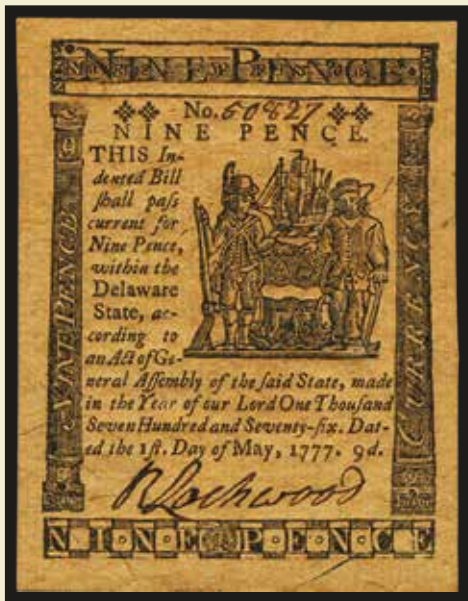 NINE PENCE.
No. 60827
NINE PENCE.
THIS In-
dented Bill
ſhall paſs
current for
Nine Pence,
within the
Delaware
State, ac-
cording to
an Act of Ge-
neral Aſſembly of the ſaid State, made
in the Year of our Lord One Thouſand
Seven Hundred and Seventy-ſix. Dat-
ed the 1ſt. Day of May, 1777. 9d.
NINEPENCE
CURRENCY
R Lockwood
NINE PENCE